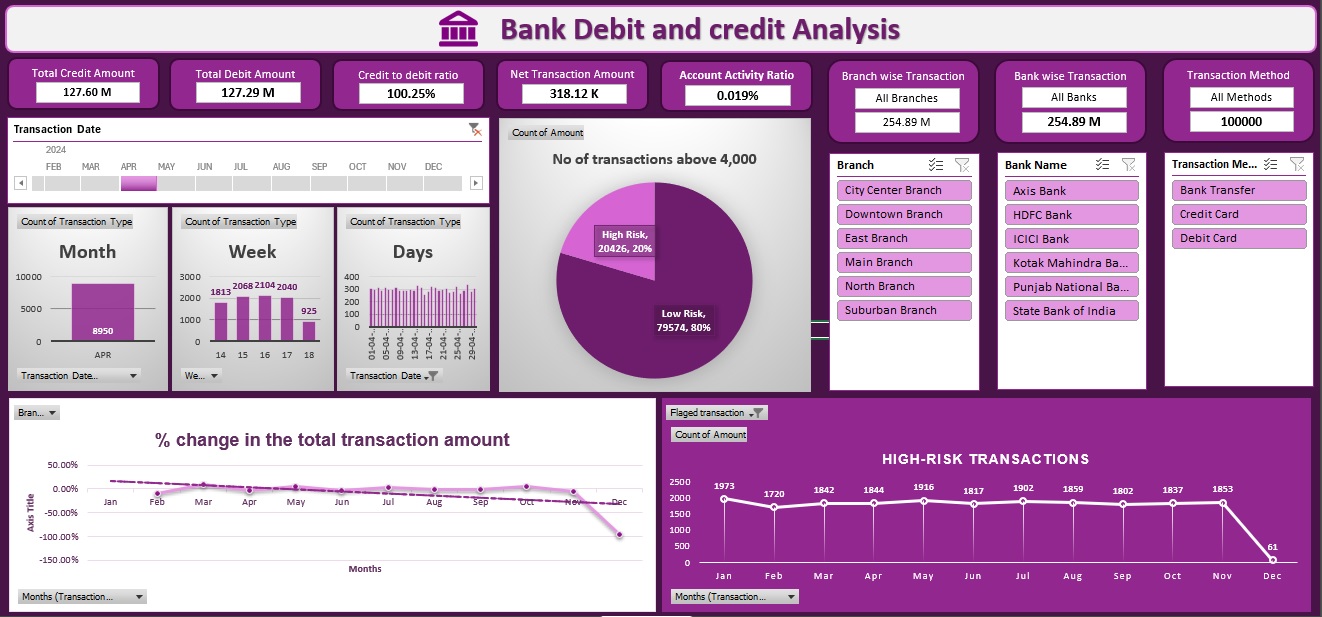 Bank Debit and credit Analysis
Total Credit Amount
127.60 M
Total Debit Amount
127.29 M
Credit to debit ratio
100.25%
Net Transaction Amount
318.12 K
Account Activity Ratio
0.019%
Branch wise Transaction
All Branches
254.89 M
Bank wise Transaction
All Banks
254.89 M
Transaction Method
All Methods
100000
Transaction Date
2024
FEB MAR APR MAY JUN JUL AUG SEP OCT NOV DEC
Count of Transaction Type
Month
10000
5000
0
8950
APR
Transaction Date...
Count of Transaction Type
Week
3000
2000
1000
0
1813 2068 2104 2040 925
14 15 16 17 18
We...
Count of Transaction Type
Days
400
300
200
100
0
01-04-..
05-04-..
09-04-..
13-04-..
17-04-..
21-04-..
25-04-..
29-04-..
Transaction Date
Count of Amount
No of transactions above 4,000
High Risk,
20426, 20%
Low Risk,
79574, 80%
Branch
City Center Branch
Downtown Branch
East Branch
Main Branch
North Branch
Suburban Branch
Bank Name
Axis Bank
HDFC Bank
ICICI Bank
Kotak Mahindra Ba...
Punjab National Ba...
State Bank of India
Transaction Me...
Bank Transfer
Credit Card
Debit Card
Bran...
% change in the total transaction amount
Axis Title
50.00%
0.00%
-50.00%
-100.00%
-150.00%
Jan Feb Mar Apr May Jun Jul Aug Sep Oct Nov Dec
Months
Months (Transaction...
Flaged transaction
Count of Amount
HIGH-RISK TRANSACTIONS
2500
2000
1500
1000
500
0
1973 1720 1842 1844 1916 1817 1902 1859 1802 1837 1853 61
Jan Feb Mar Apr May Jun Jul Aug Sep Oct Nov Dec
Months (Transaction...